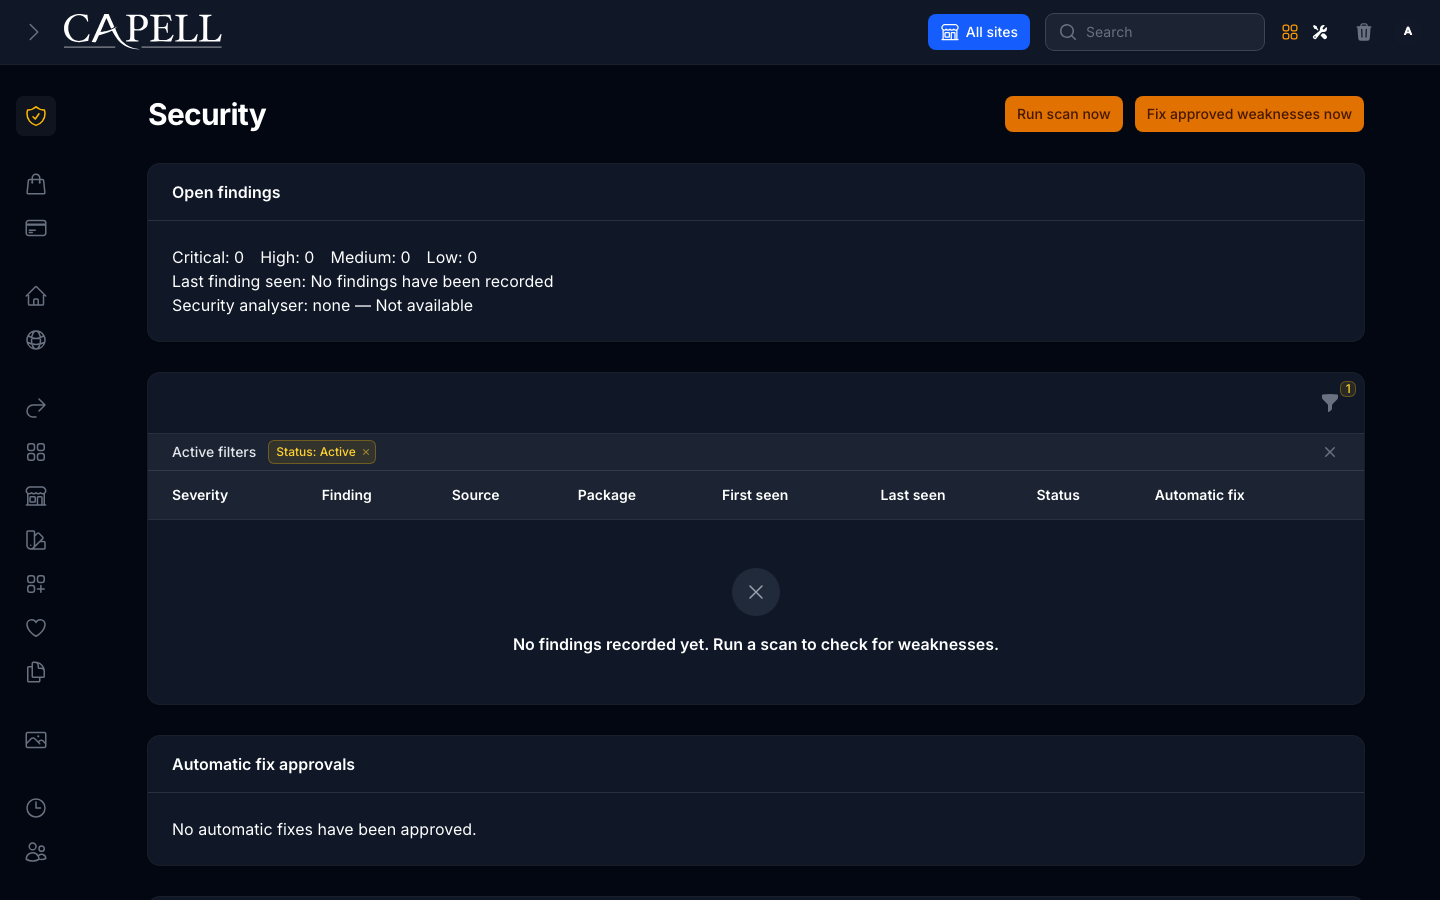 CAPELL
All sites
Search
A
Security
Run scan now
Fix approved weaknesses now
Open findings
Critical: 0 High: 0 Medium: 0 Low: 0
Last finding seen: No findings have been recorded
Security analyser: none — Not available
1
Active filters
Status: Active
Severity Finding Source Package First seen Last seen Status Automatic fix
No findings recorded yet. Run a scan to check for weaknesses.
Automatic fix approvals
No automatic fixes have been approved.